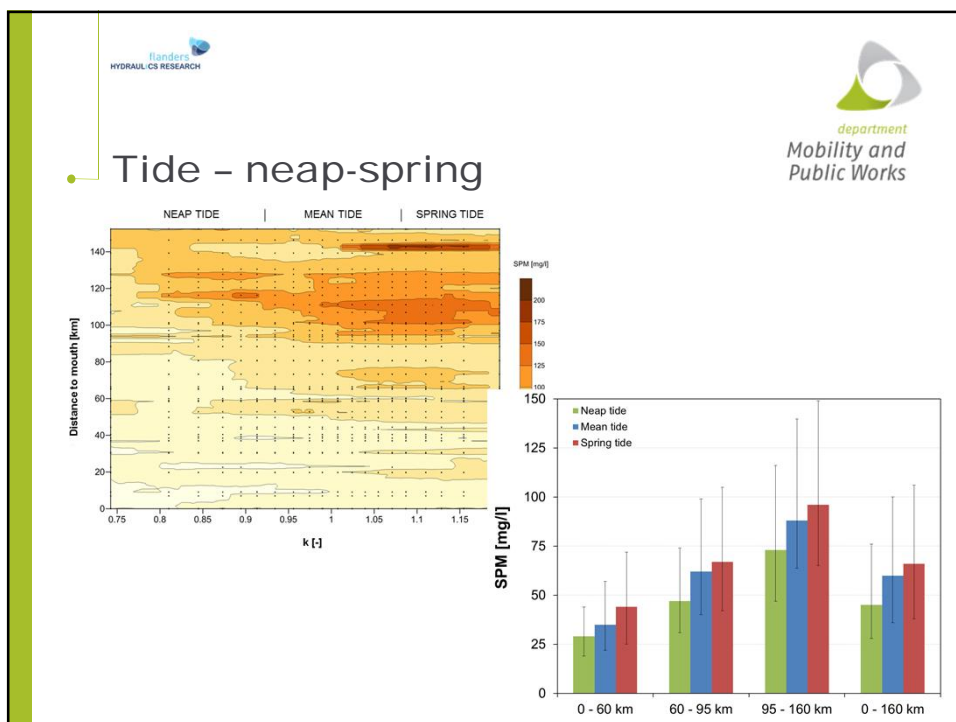 flanders
HYDRAULICS RESEARCH
department
Mobility and
Public Works
Tide – neap-spring
NEAP TIDE | MEAN TIDE | SPRING TIDE
Distance to mouth [km]
140
120
100
80
60
40
20
0
0.75 0.8 0.85 0.9 0.95 1 1.05 1.1 1.15
k [-]
SPM [mg/l]
200
175
150
125
100
SPM [mg/l]
150
125
100
75
50
25
0
Neap tide
Mean tide
Spring tide
0 - 60 km 60 - 95 km 95 - 160 km 0 - 160 km